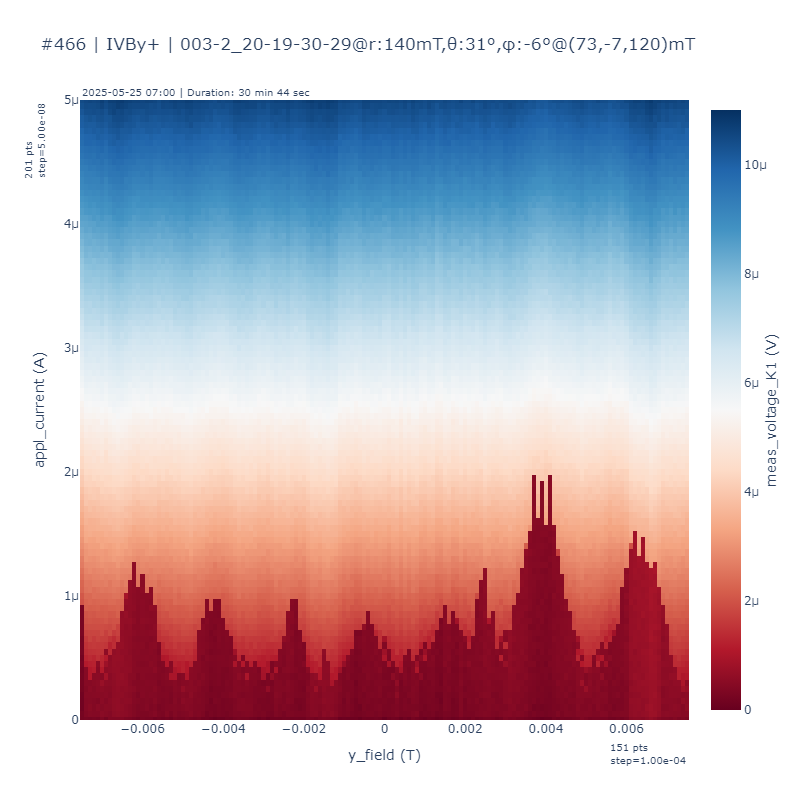 #466 | IVBy+ | 003-2_20-19-30-29@r:140mT,θ:31°,φ:-6°@(73,-7,120)mT
2025-05-25 07:00 | Duration: 30 min 44 sec
201 pts
step=5.00e-08
5μ
4μ
3μ
2μ
1μ
0
appl_current (A)
−0.006
−0.004
−0.002
0
0.002
0.004
0.006
y_field (T)
151 pts
step=1.00e-04
10μ
8μ
6μ
4μ
2μ
0
meas_voltage_K1 (V)